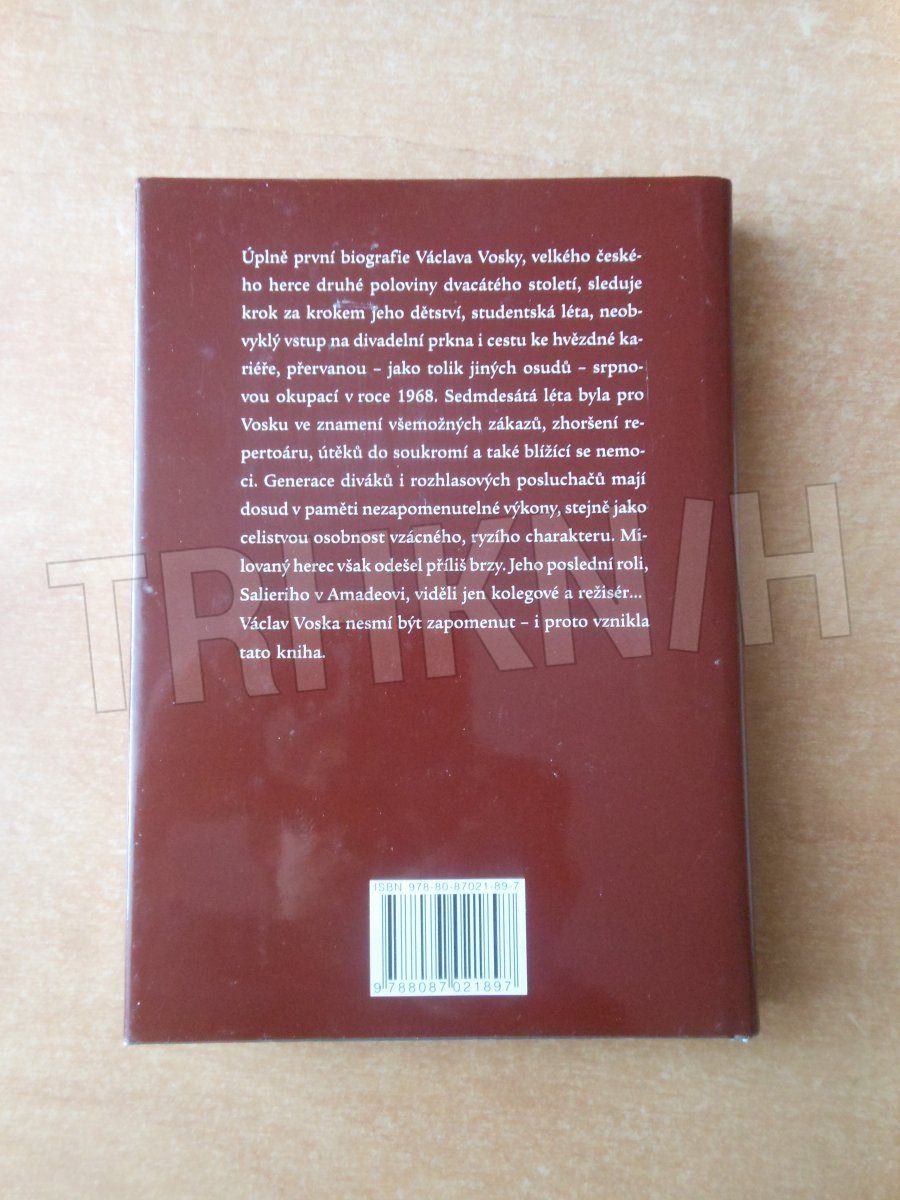 Úplně první biografie Václava Vosky, velkého české-
ho herce druhé poloviny dvacátého století, sleduje
krok za krokem jeho dětství, studentská léta, neob-
vyklý vstup na divadelní prkna i cestu ke hvězdné ka-
riéře, přervanou – jako tolik jiných osudů – srpno-
vou okupací v roce 1968. Sedmdesátá léta byla pro
Vosku ve znamení všemožných zákazů, zhoršení re-
pertoáru, útěků do soukromí a také blížící se nemo-
ci. Generace diváků i rozhlasových posluchačů mají
dosud v paměti nezapomenutelné výkony, stejně jako
celistvou osobnost vzácného, ryzího charakteru. Mi-
lovaný herec však odešel příliš brzy. Jeho poslední roli,
Salieriho v Amadeovi, viděli jen kolegové a režisér...
Václav Voska nesmí být zapomenut – i proto vznikla
tato kniha.
TRHKNIH
ISBN 978-80-87021-89-7
9 788087 021897